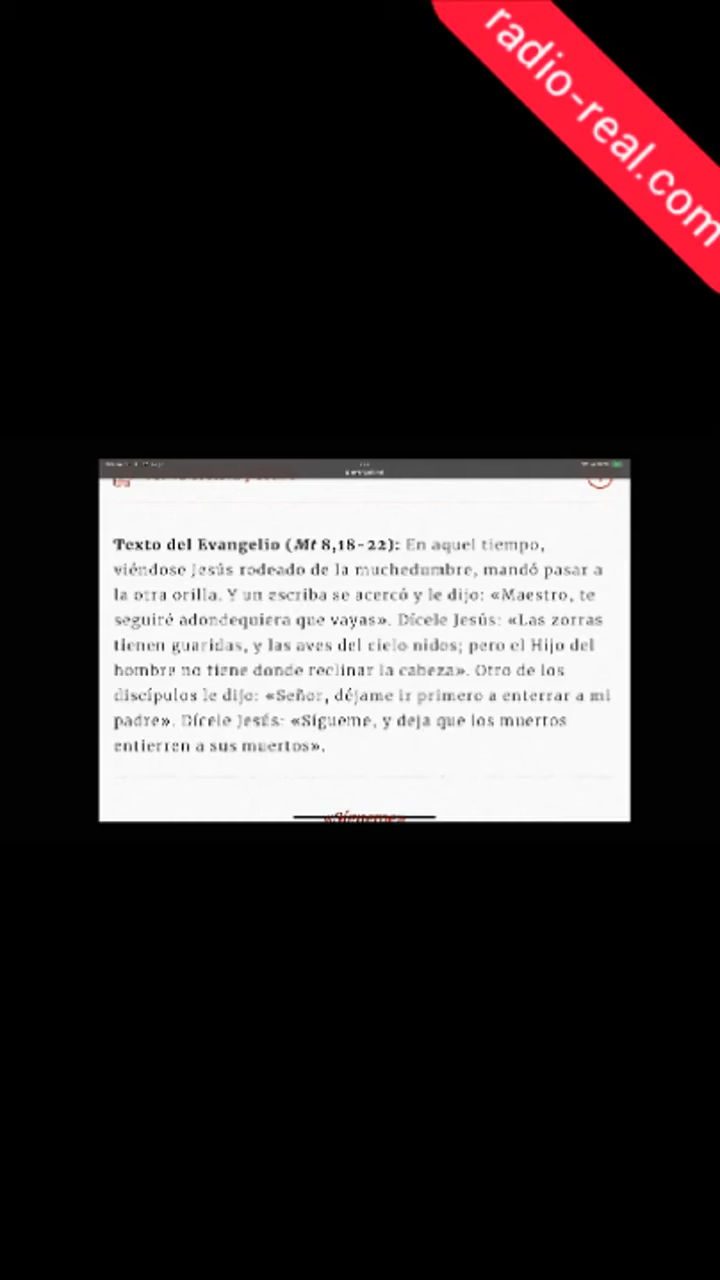 radio-real.com
Texto del Evangelio (Mt 8,18-22): En aquel tiempo,
viéndose Jesús rodeado de la muchedumbre, mandó pasar a
la otra orilla. Y un escriba se acercó y le dijo: «Maestro, te
seguiré adondequiera que vayas». Dícele Jesús: «Las zorras
tienen guaridas, y las aves del cielo nidos; pero el Hijo del
hombre no tiene donde reclinar la cabeza». Otro de los
discípulos le dijo: «Señor, déjame ir primero a enterrar a mi
padre». Dícele Jesús: «Sígueme, y deja que los muertos
entierren a sus muertos».